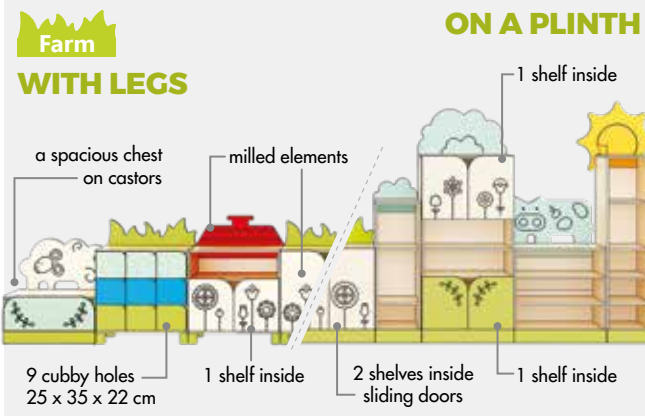 Farm
WITH LEGS
ON A PLINTH
1 shelf inside
a spacious chest
on castors
milled elements
9 cubby holes
25 x 35 x 22 cm
1 shelf inside
2 shelves inside
sliding doors
1 shelf inside